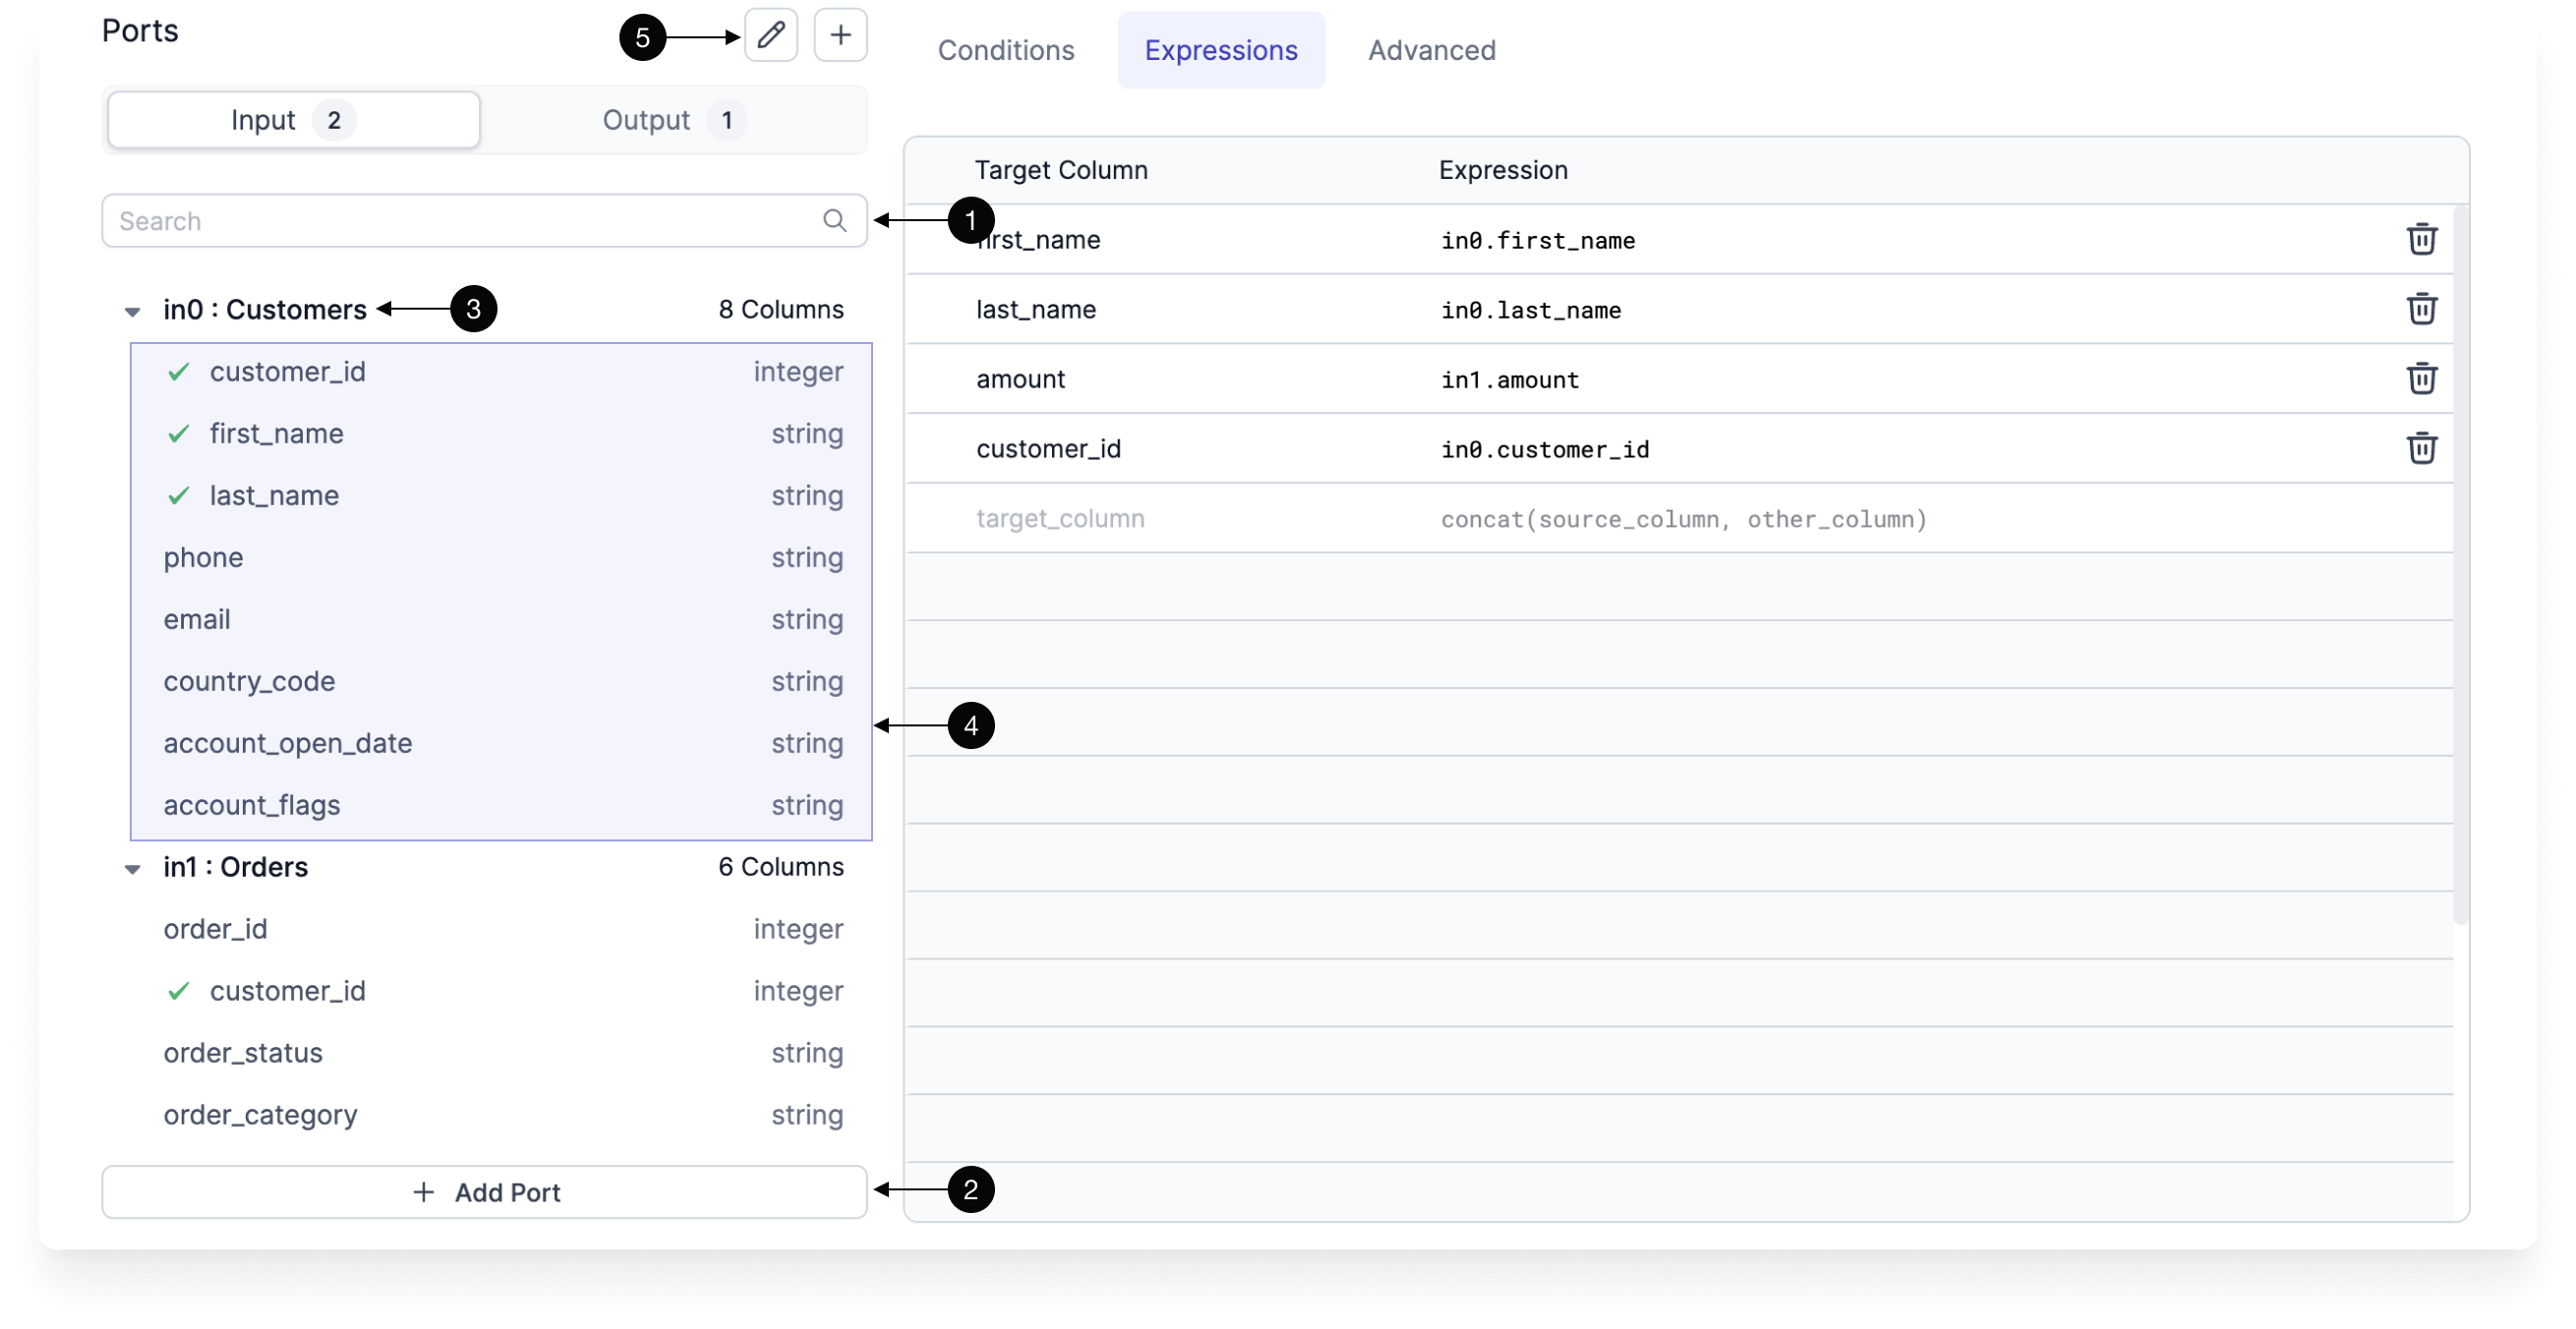 Ports
5
Input 2
Output 1
Search
1
in0 : Customers
3
8 Columns
customer_id integer
first_name string
last_name string
phone string
email string
country_code string
account_open_date string
account_flags string
4
in1 : Orders
6 Columns
order_id integer
customer_id integer
order_status string
order_category string
Add Port
2
Conditions
Expressions
Advanced
Target Column Expression
first_name in0.first_name
last_name in0.last_name
amount in1.amount
customer_id in0.customer_id
target_column concat(source_column, other_column)